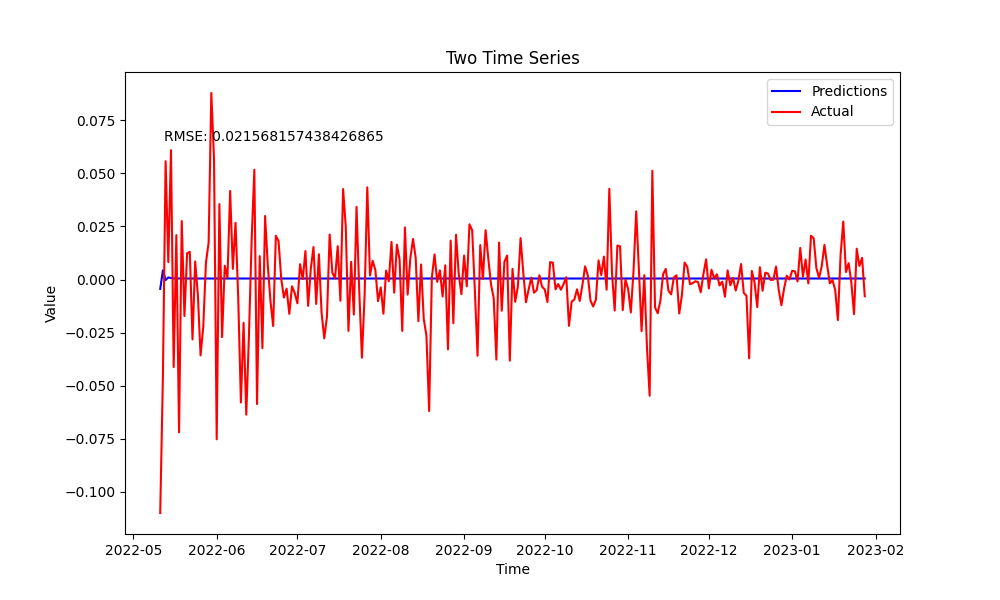 Two Time Series
Predictions
Actual
RMSE: 0.021568157438426865
0.075
0.050
0.025
0.000
−0.025
−0.050
−0.075
−0.100
Value
2022-05 2022-06 2022-07 2022-08 2022-09 2022-10 2022-11 2022-12 2023-01 2023-02
Time